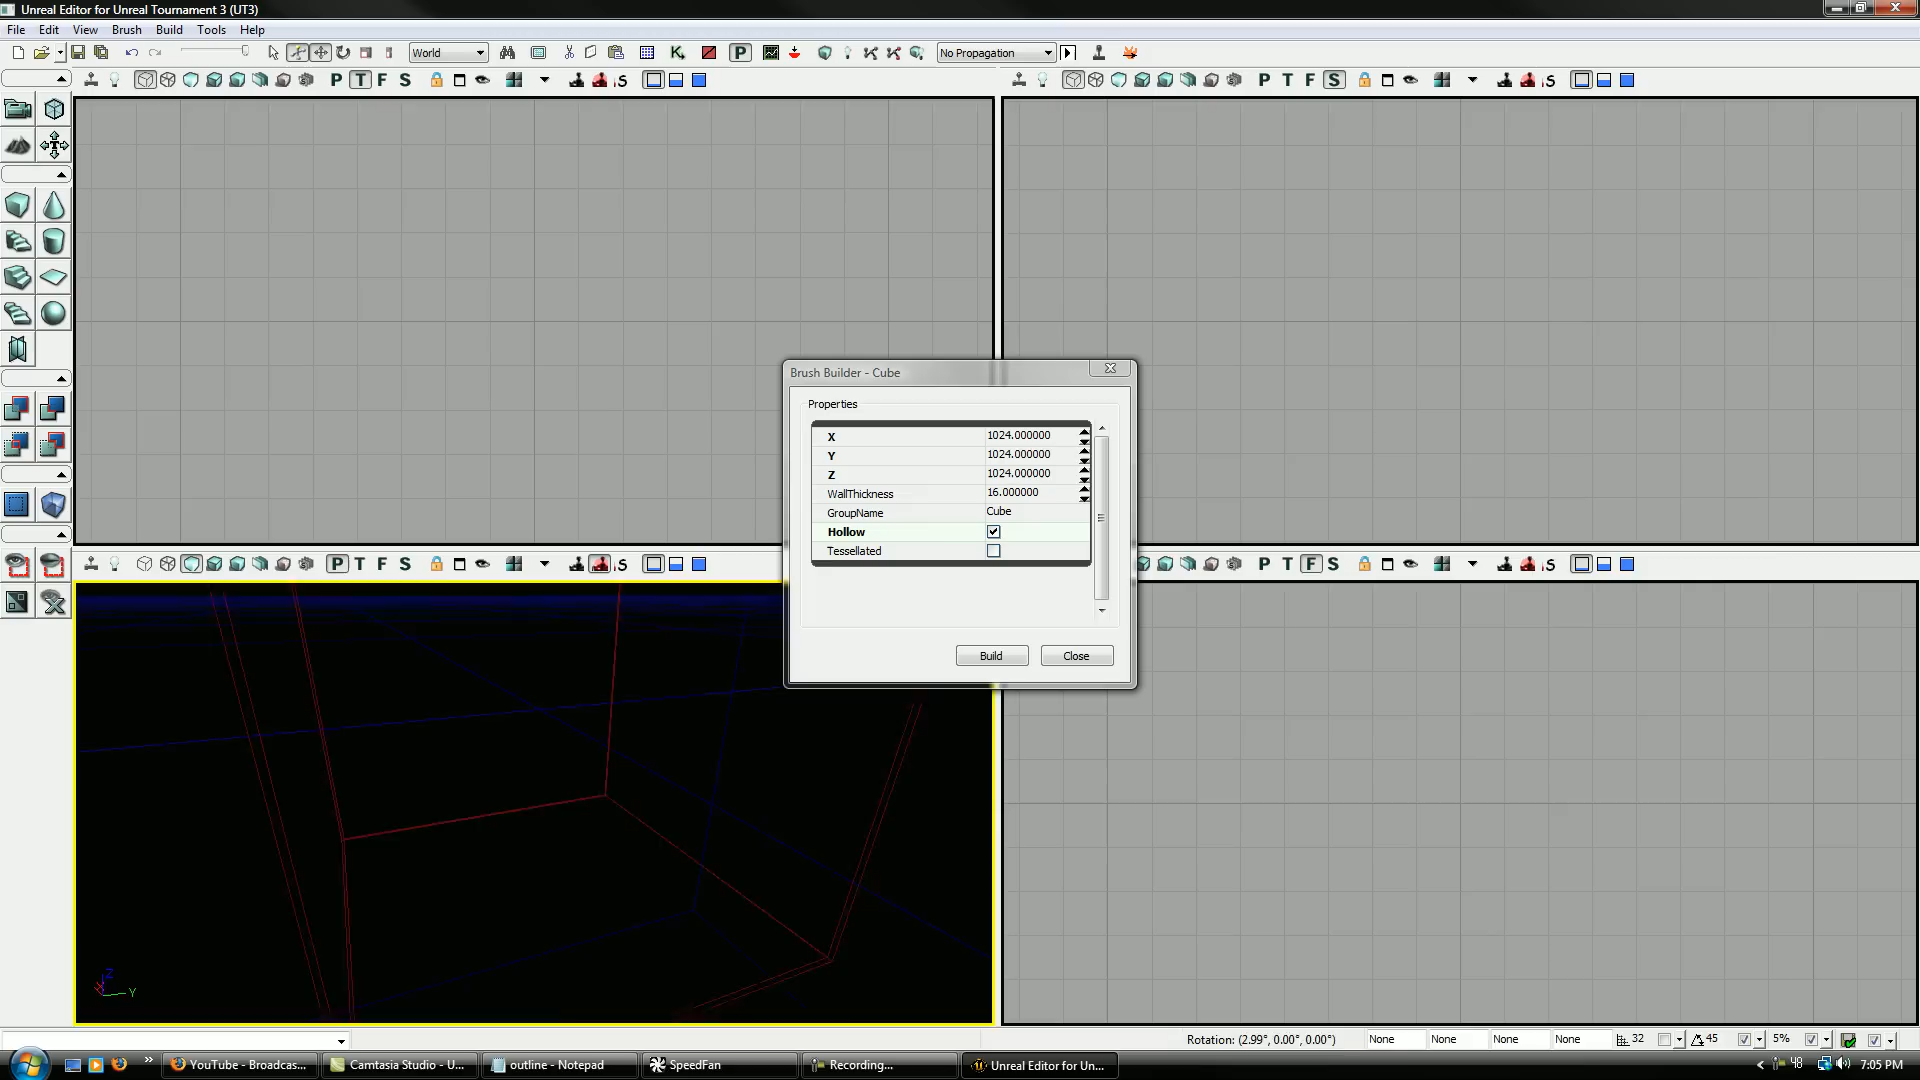 Unreal Editor for Unreal Tournament 3 (UT3)
File Edit View Brush Build Tools Help
World
P
No Propagation
P T F S S
P T F S S
Brush Builder - Cube
Properties
X 1024.000000
Y 1024.000000
Z 1024.000000
WallThickness 16.000000
GroupName Cube
Hollow
Tessellated
Build Close
P T F S S
P T F S S
Z
X
Y
Rotation: (2.99°, 0.00°, 0.00°) None None None None 32 45 5%
YouTube - Broadcas... Camtasia Studio - U... outline - Notepad SpeedFan Recording... Unreal Editor for Un... 48 7:05 PM